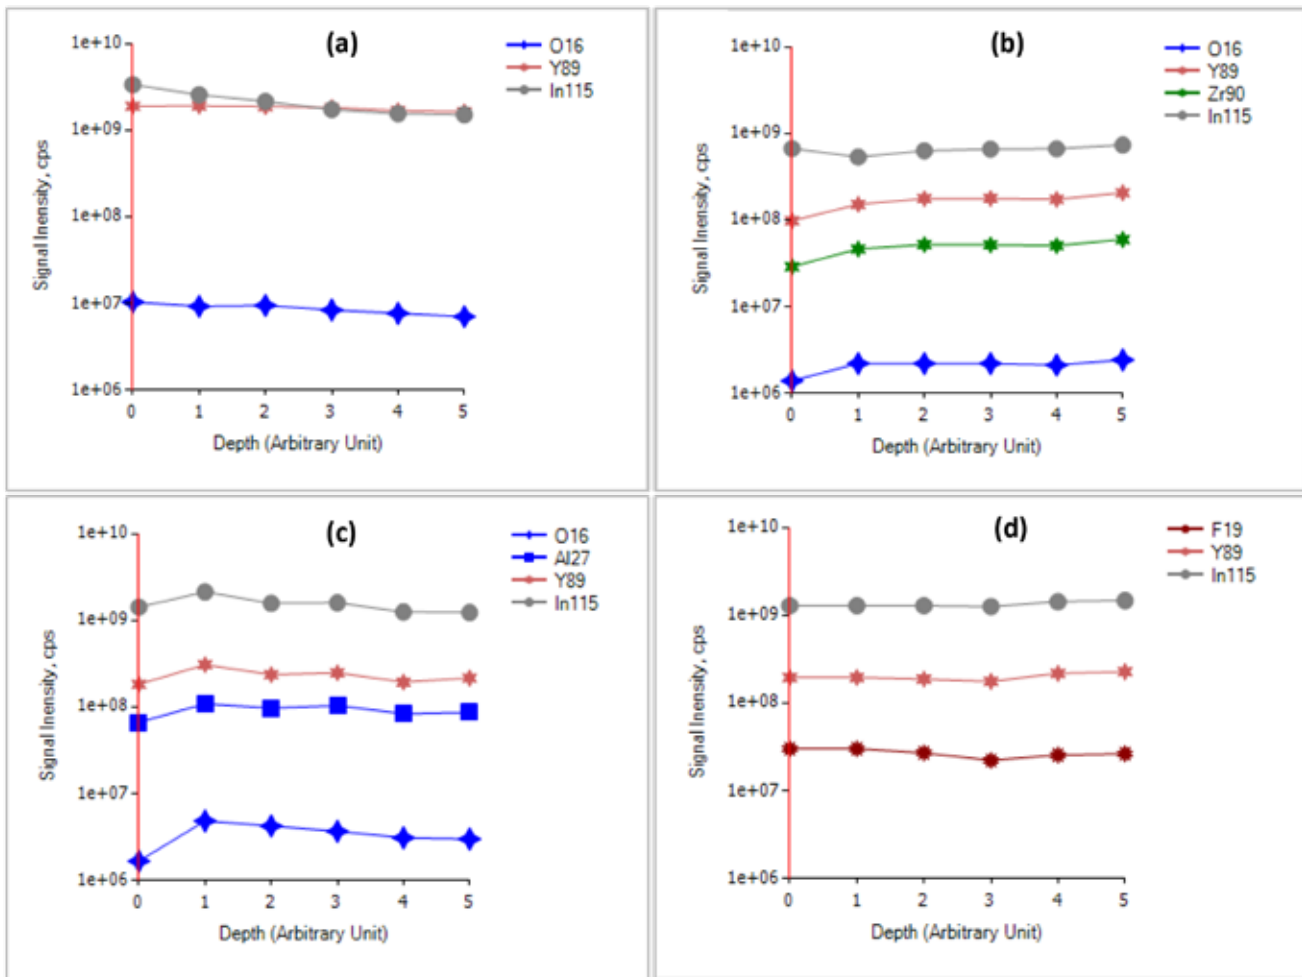 (a)
O16
Y89
In115
1e+10
1e+09
1e+08
1e+07
1e+06
Signal Inensity, cps
0 1 2 3 4 5
Depth (Arbitrary Unit)
(b)
O16
Y89
Zr90
In115
1e+10
1e+09
1e+08
1e+07
1e+06
Signal Inensity, cps
0 1 2 3 4 5
Depth (Arbitrary Unit)
(c)
O16
Al27
Y89
In115
1e+10
1e+09
1e+08
1e+07
1e+06
Signal Inensity, cps
0 1 2 3 4 5
Depth (Arbitrary Unit)
(d)
F19
Y89
In115
1e+10
1e+09
1e+08
1e+07
1e+06
Signal Inensity, cps
0 1 2 3 4 5
Depth (Arbitrary Unit)